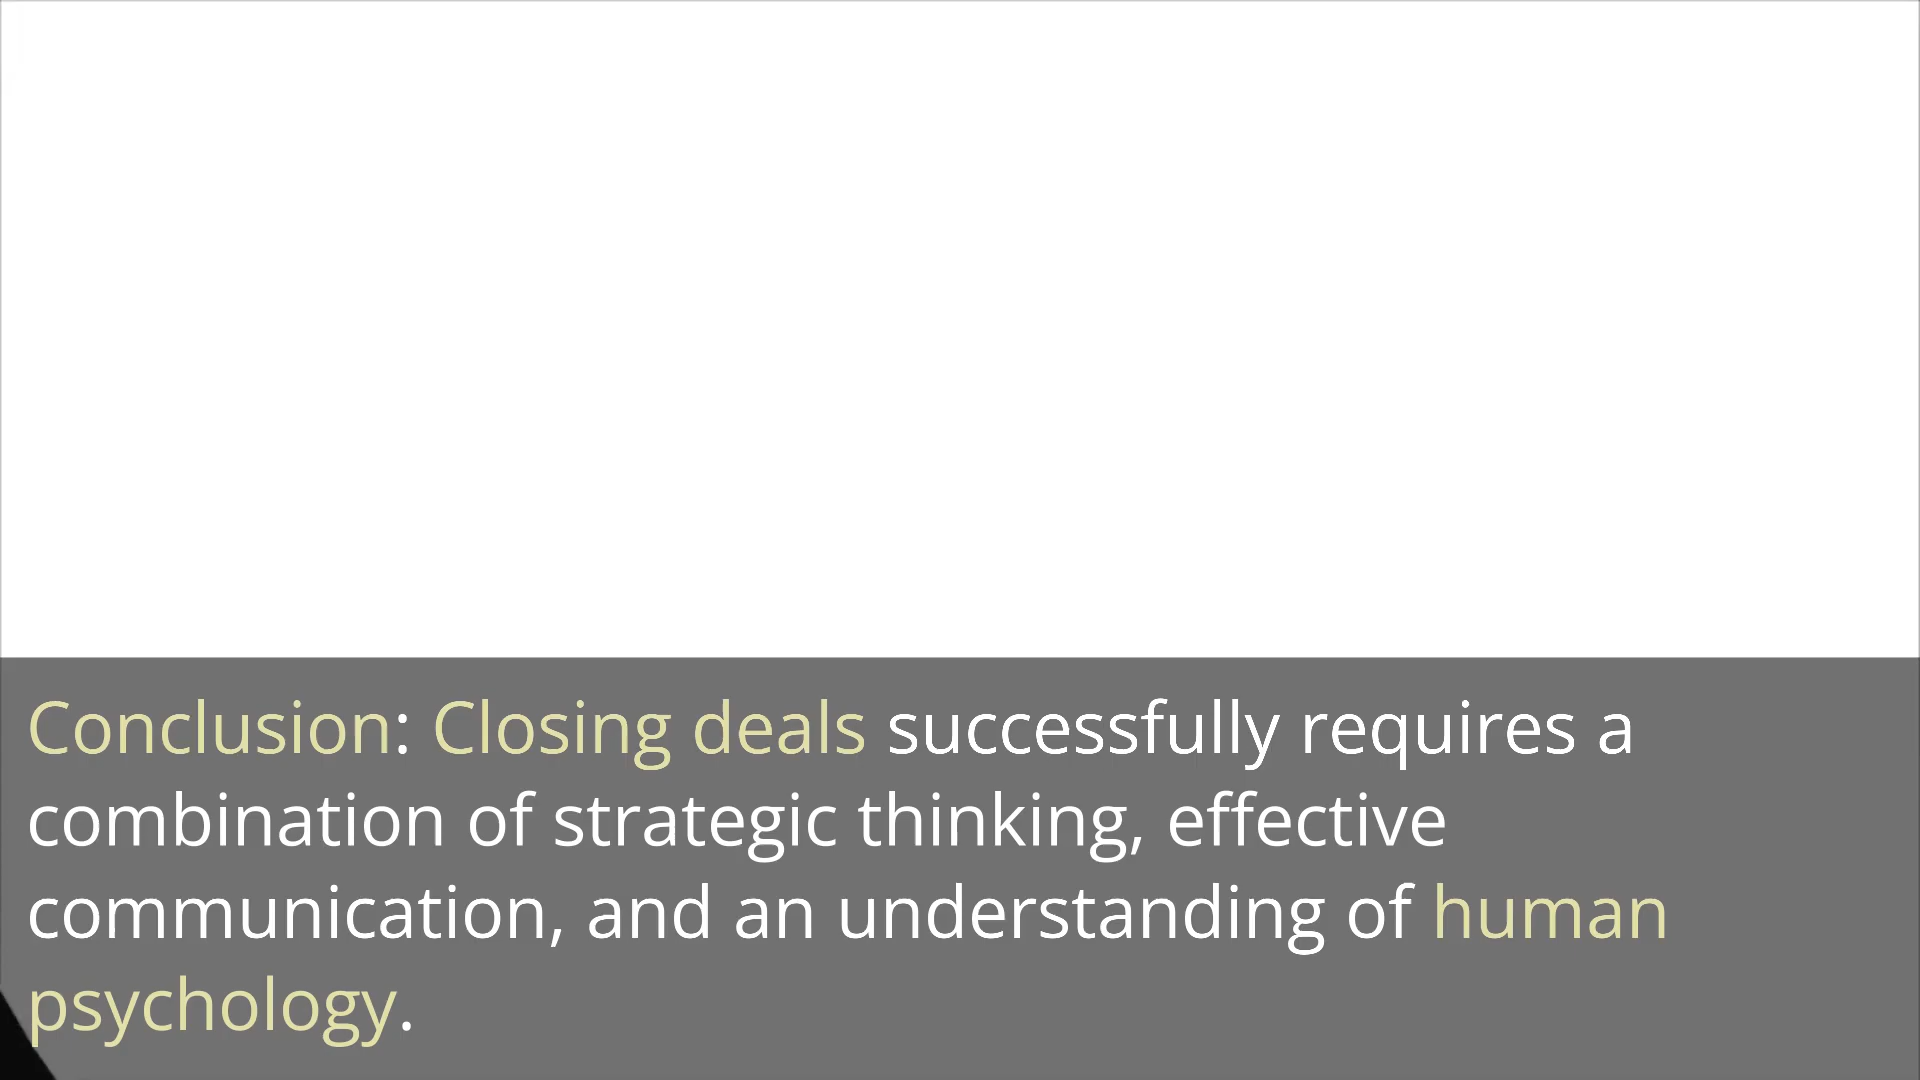 Conclusion: Closing deals successfully requires a
combination of strategic thinking, effective
communication, and an understanding of human
psychology.